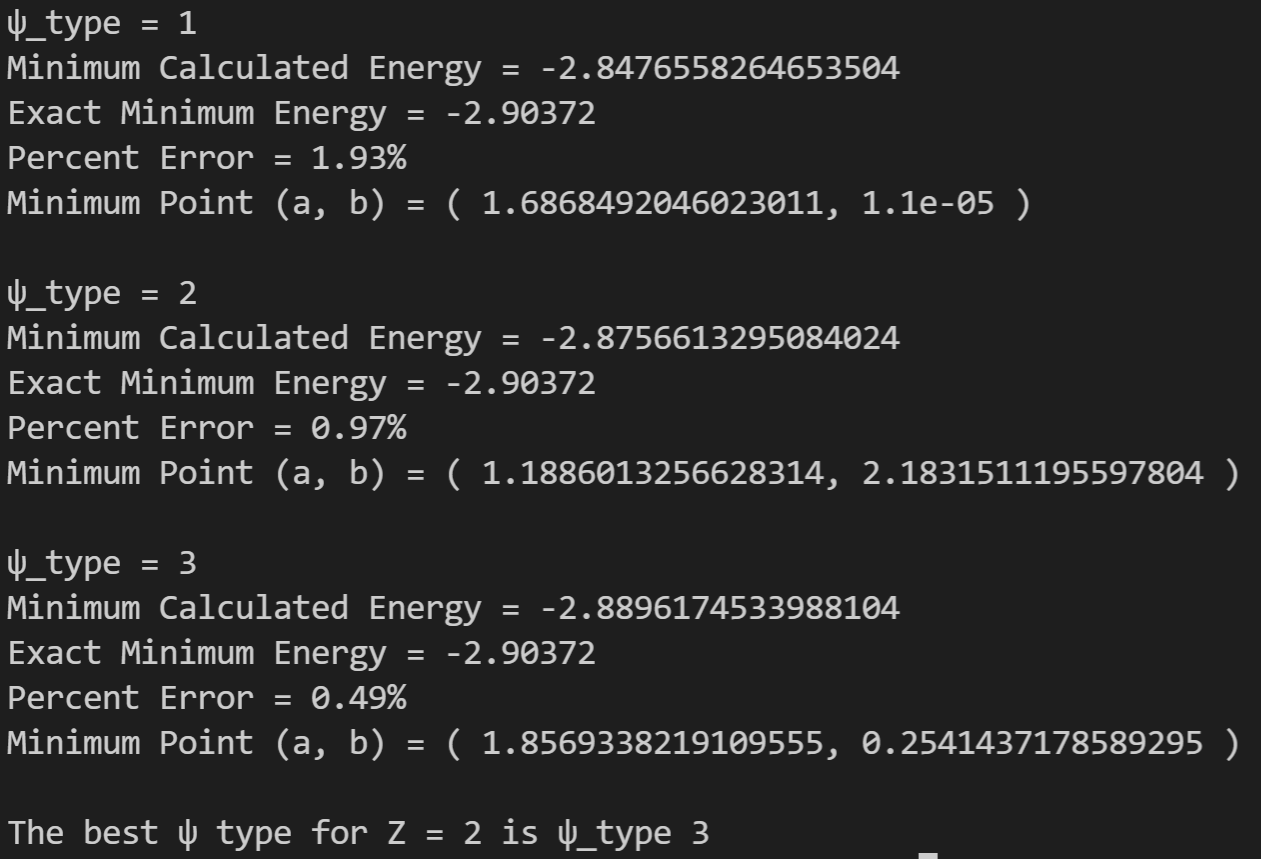 ψ_type = 1
Minimum Calculated Energy = -2.8476558264653504
Exact Minimum Energy = -2.90372
Percent Error = 1.93%
Minimum Point (a, b) = ( 1.6868492046023011, 1.1e-05 )
ψ_type = 2
Minimum Calculated Energy = -2.8756613295084024
Exact Minimum Energy = -2.90372
Percent Error = 0.97%
Minimum Point (a, b) = ( 1.1886013256628314, 2.1831511195597804 )
ψ_type = 3
Minimum Calculated Energy = -2.8896174533988104
Exact Minimum Energy = -2.90372
Percent Error = 0.49%
Minimum Point (a, b) = ( 1.8569338219109555, 0.2541437178589295 )
The best ψ type for Z = 2 is ψ_type 3